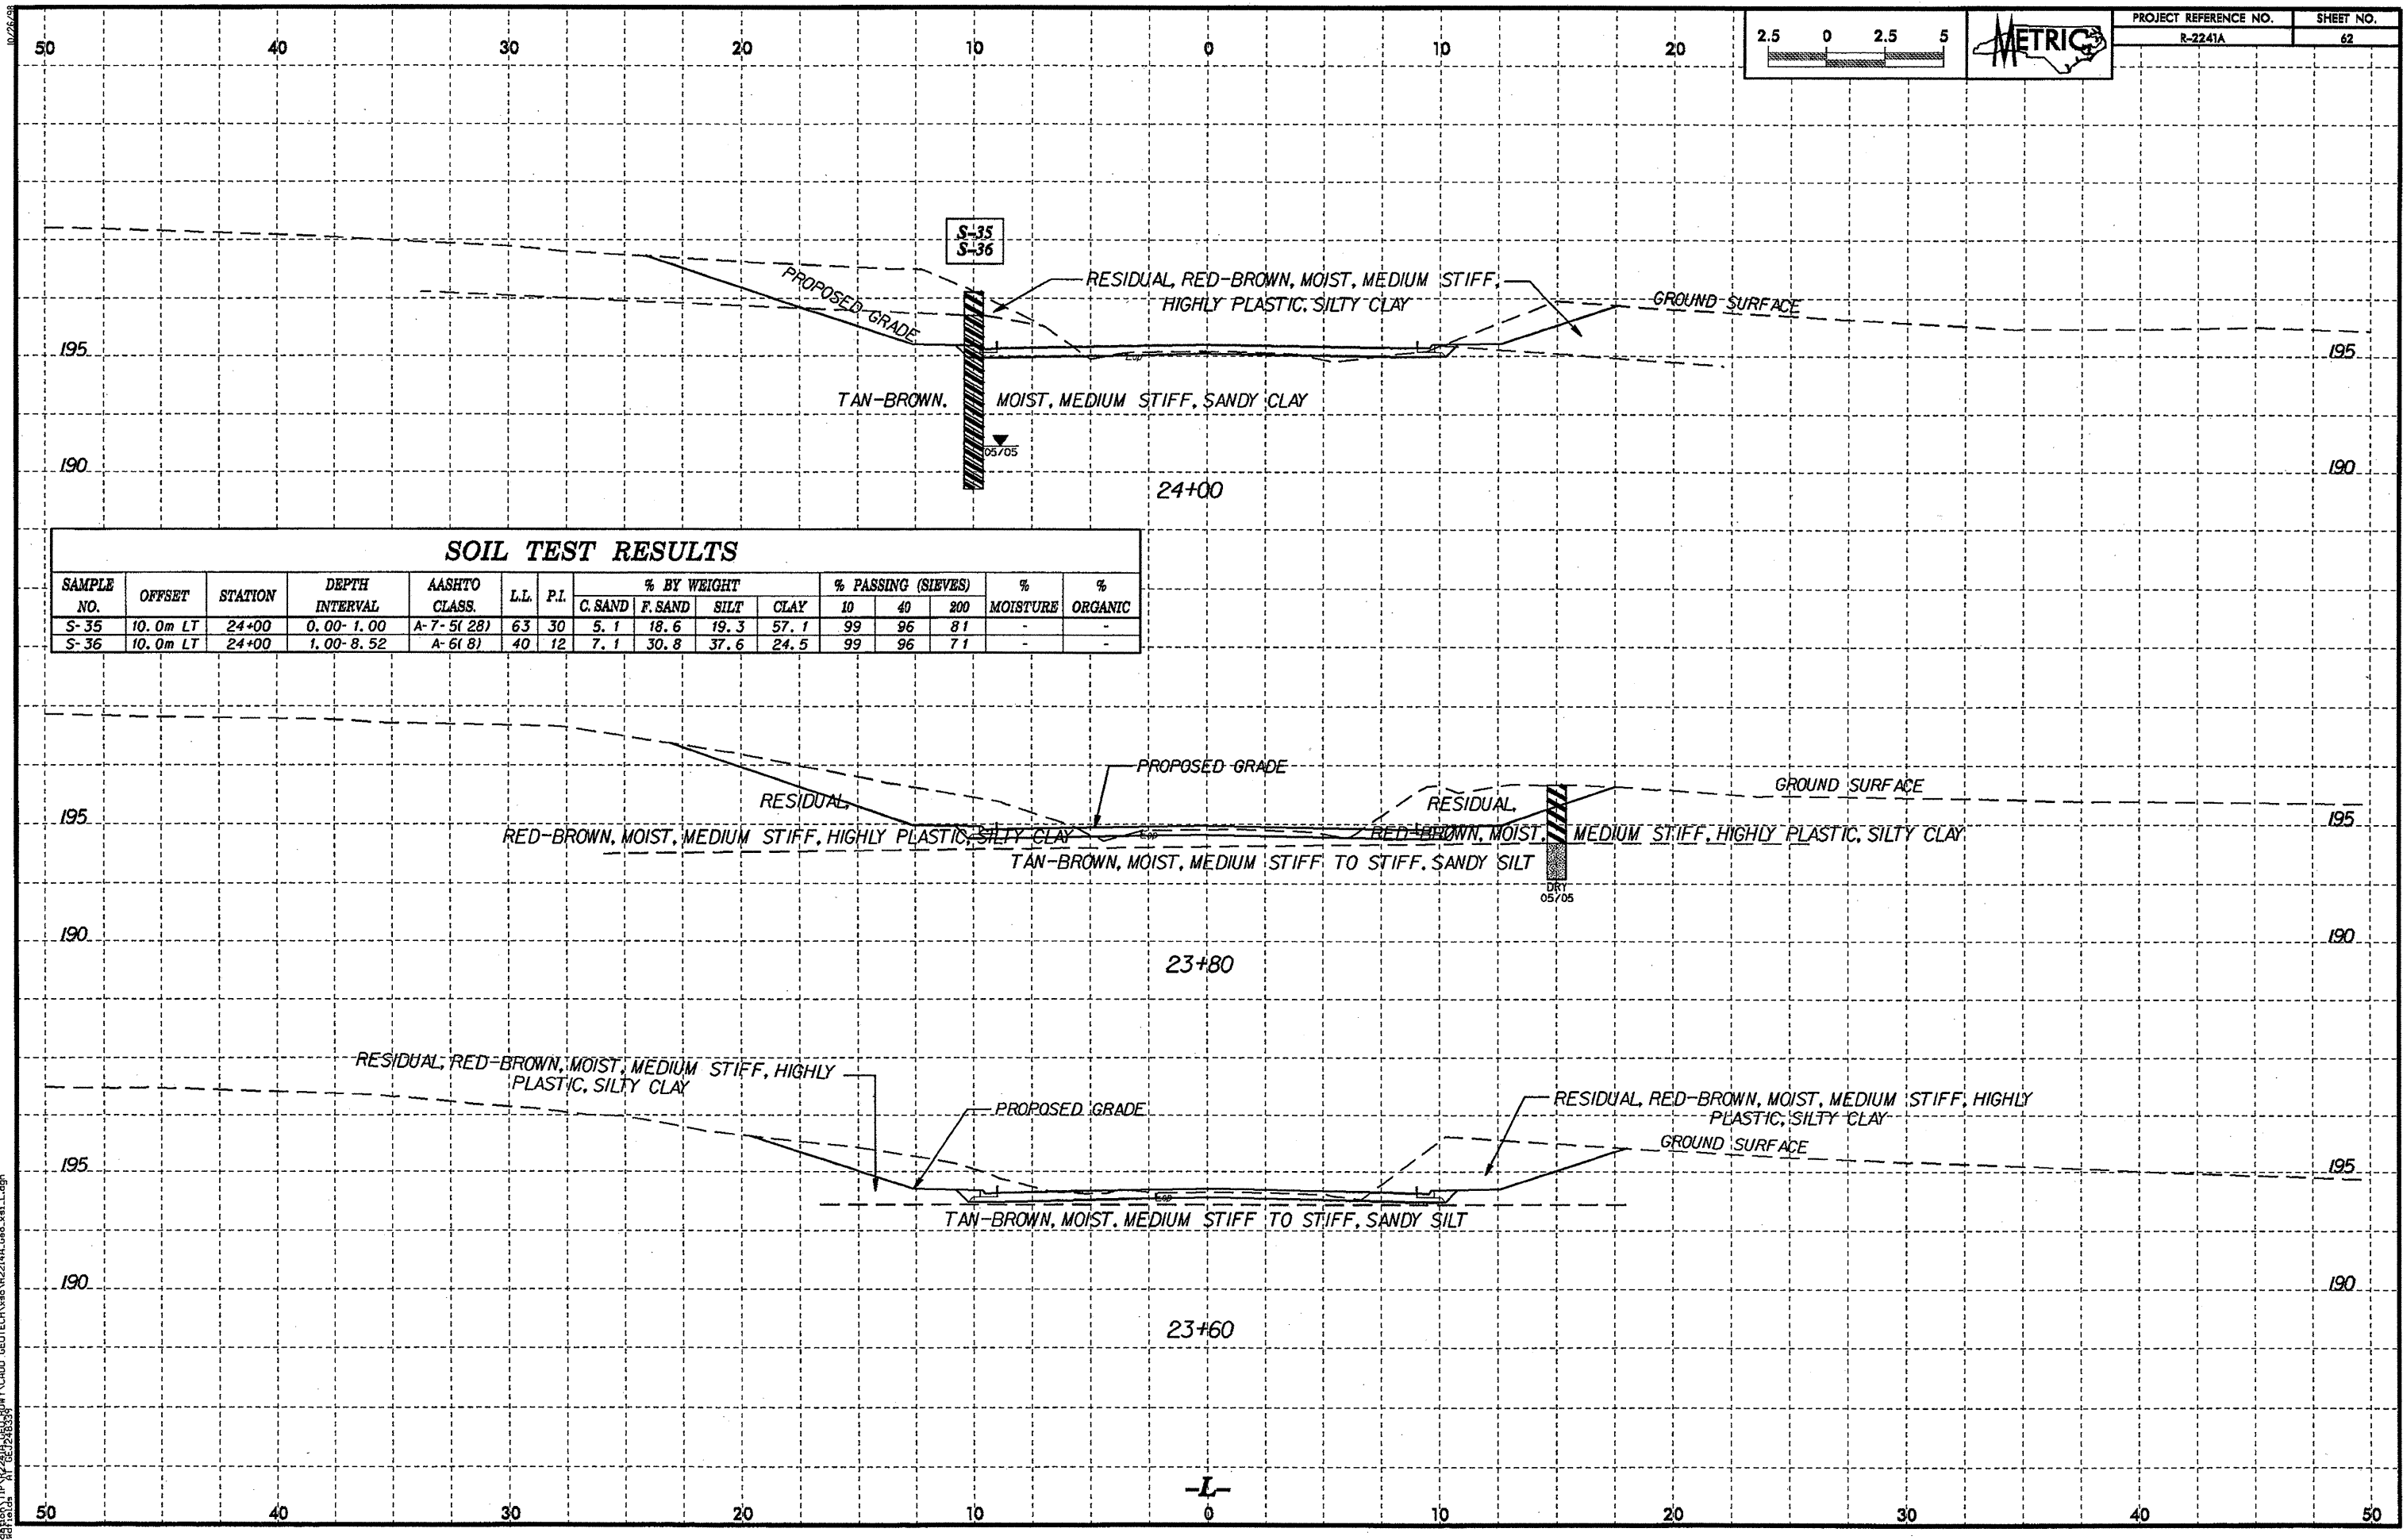 10/26/98
50 40 30 20 10 0 10 20
2.5 0 2.5 5
METRIC
PROJECT REFERENCE NO. SHEET NO.
R-2241A 62
S-35
S-36
PROPOSED GRADE
RESIDUAL, RED-BROWN, MOIST, MEDIUM STIFF,
HIGHLY PLASTIC, SILTY CLAY
GROUND SURFACE
195 195
Eop
TAN-BROWN, MOIST, MEDIUM STIFF, SANDY CLAY
05/05
190 190
24+00
SOIL TEST RESULTS
SAMPLE NO. OFFSET STATION DEPTH INTERVAL AASHTO CLASS. L.L. P.I. % BY WEIGHT % PASSING (SIEVES) % MOISTURE % ORGANIC
C. SAND F. SAND SILT CLAY 10 40 200
S-35 10.0m LT 24+00 0.00-1.00 A-7-5(28) 63 30 5.1 18.6 19.3 57.1 99 96 81 - -
S-36 10.0m LT 24+00 1.00-8.52 A-6(8) 40 12 7.1 30.8 37.6 24.5 99 96 71 - -
PROPOSED GRADE
GROUND SURFACE
RESIDUAL, RESIDUAL,
195 195
Eop
RED-BROWN, MOIST, MEDIUM STIFF, HIGHLY PLASTIC, SILTY CLAY RED-BROWN, MOIST, MEDIUM STIFF, HIGHLY PLASTIC, SILTY CLAY
TAN-BROWN, MOIST, MEDIUM STIFF TO STIFF, SANDY SILT
DRY
05/05
190 190
23+80
RESIDUAL, RED-BROWN, MOIST, MEDIUM STIFF, HIGHLY
PLASTIC, SILTY CLAY
PROPOSED GRADE
RESIDUAL, RED-BROWN, MOIST, MEDIUM STIFF, HIGHLY
PLASTIC, SILTY CLAY
GROUND SURFACE
195 195
Eop
TAN-BROWN, MOIST, MEDIUM STIFF TO STIFF, SANDY SILT
190 190
23+60
-L-
50 40 30 20 10 0 10 20 30 40 50